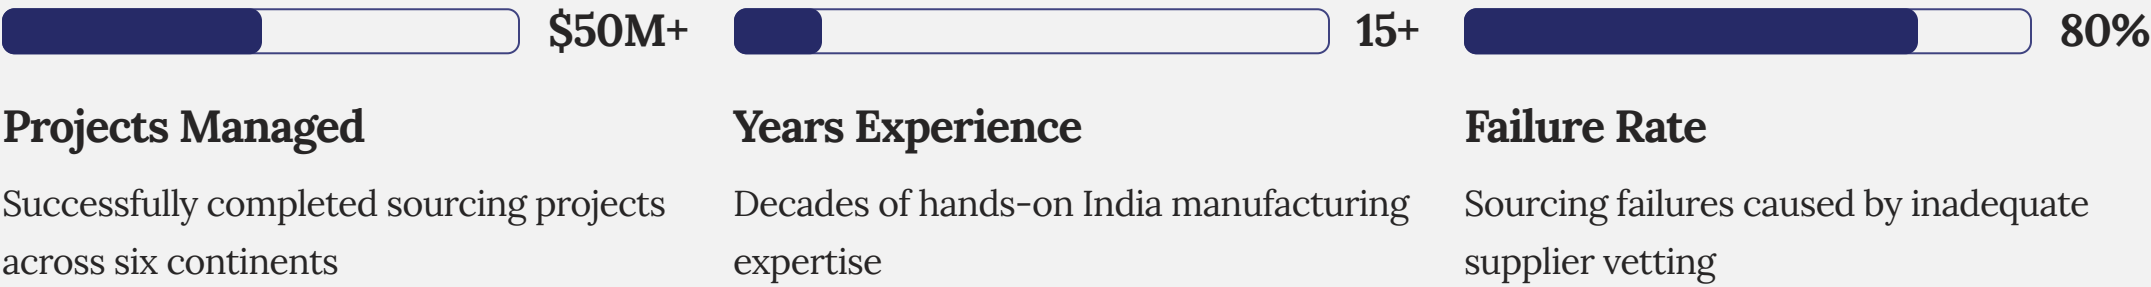 $50M+
Projects Managed
Successfully completed sourcing projects
across six continents
15+
Years Experience
Decades of hands-on India manufacturing
expertise
80%
Failure Rate
Sourcing failures caused by inadequate
supplier vetting